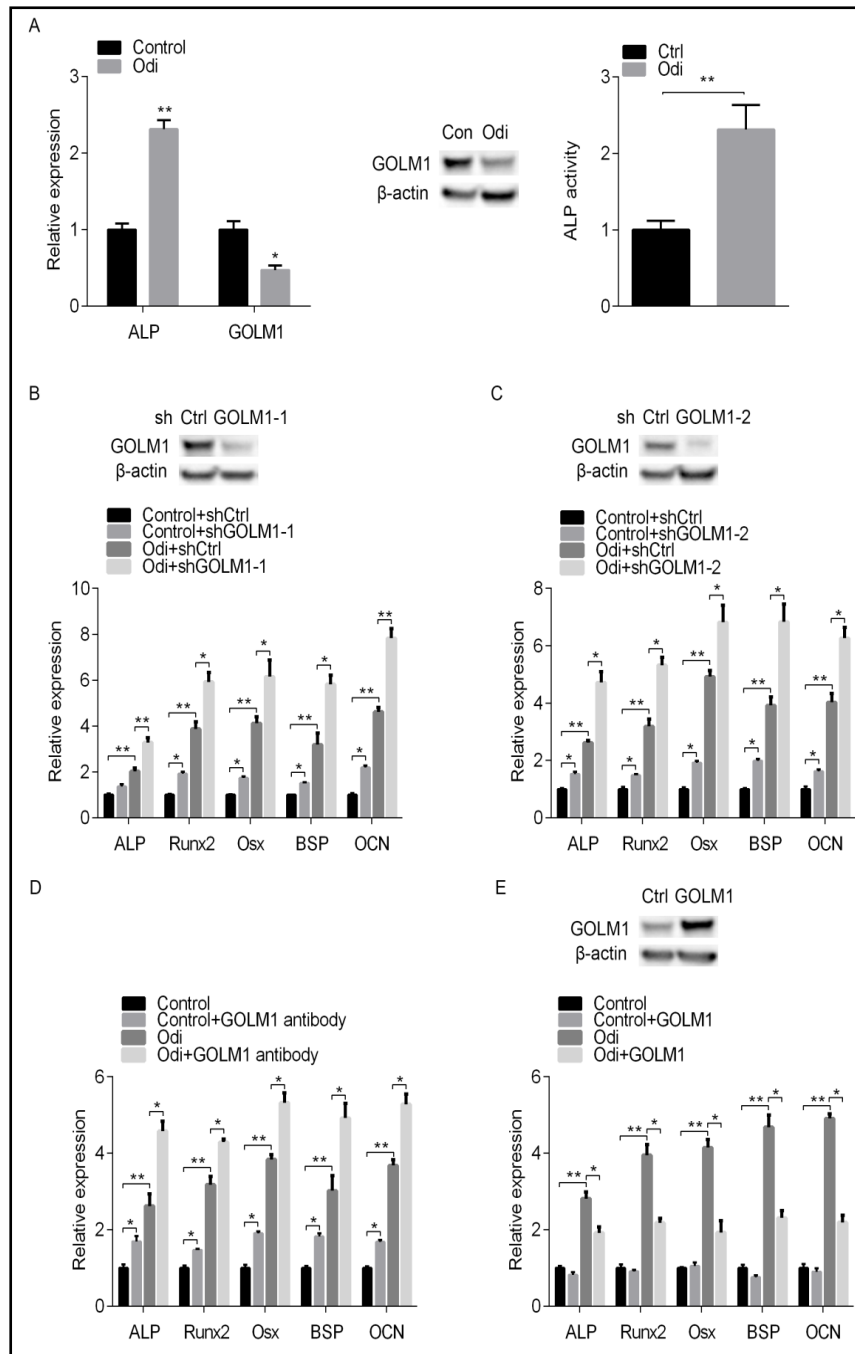 A
Control
Odi
Relative expression
3
2
1
0
**
*
ALP GOLM1
Con Odi
GOLM1
β-actin
Ctrl
Odi
ALP activity
3
2
1
0
**
B
sh Ctrl GOLM1-1
GOLM1
β-actin
Control+shCtrl
Control+shGOLM1-1
Odi+shCtrl
Odi+shGOLM1-1
Relative expression
10
8
6
4
2
0
** **
** * *
** * *
** * *
** * **
ALP Runx2 Osx BSP OCN
C
sh Ctrl GOLM1-2
GOLM1
β-actin
Control+shCtrl
Control+shGOLM1-2
Odi+shCtrl
Odi+shGOLM1-2
Relative expression
8
6
4
2
0
** * *
** * *
** * *
** * *
** * *
ALP Runx2 Osx BSP OCN
D
Control
Control+GOLM1 antibody
Odi
Odi+GOLM1 antibody
Relative expression
6
4
2
0
** * *
** * *
** * *
** * *
** * *
ALP Runx2 Osx BSP OCN
E
Ctrl GOLM1
GOLM1
β-actin
Control
Control+GOLM1
Odi
Odi+GOLM1
Relative expression
6
4
2
0
** *
** *
** *
** *
** *
ALP Runx2 Osx BSP OCN